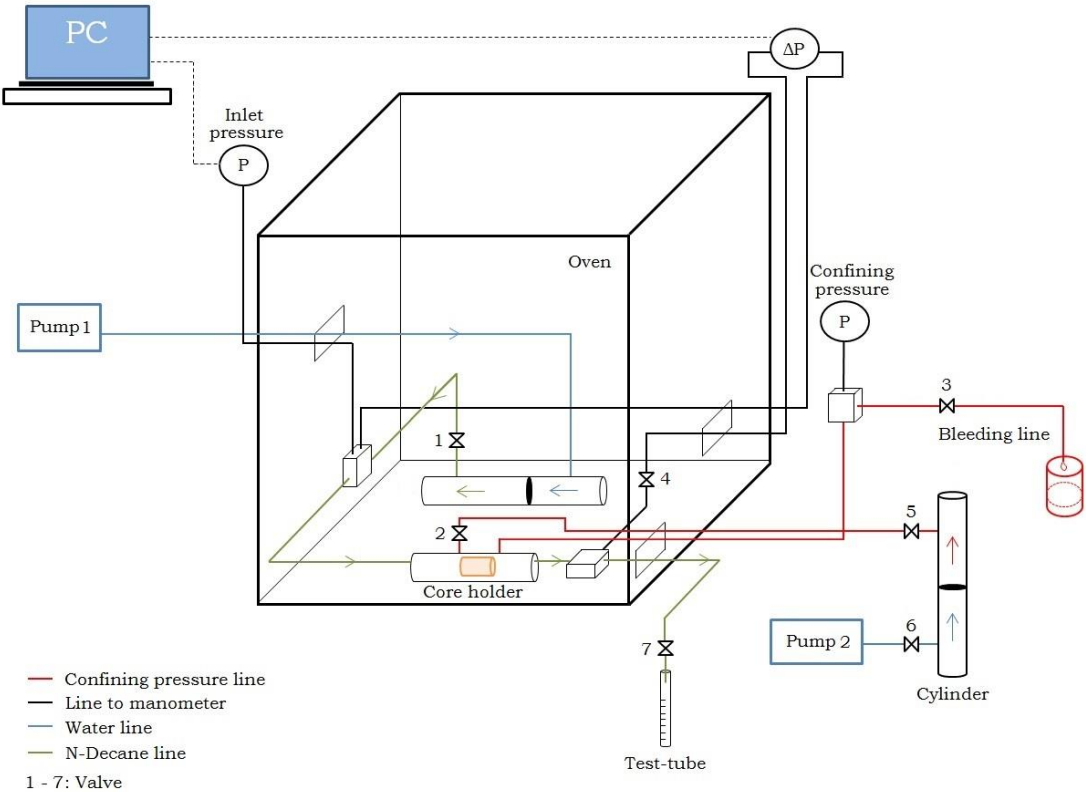 PC
ΔP
Inlet
pressure
P
Oven
Confining
pressure
P
Pump 1
3
Bleeding line
1
4
2
5
Core holder
6
Pump 2
7
Cylinder
Test-tube
Confining pressure line
Line to manometer
Water line
N-Decane line
1 - 7: Valve